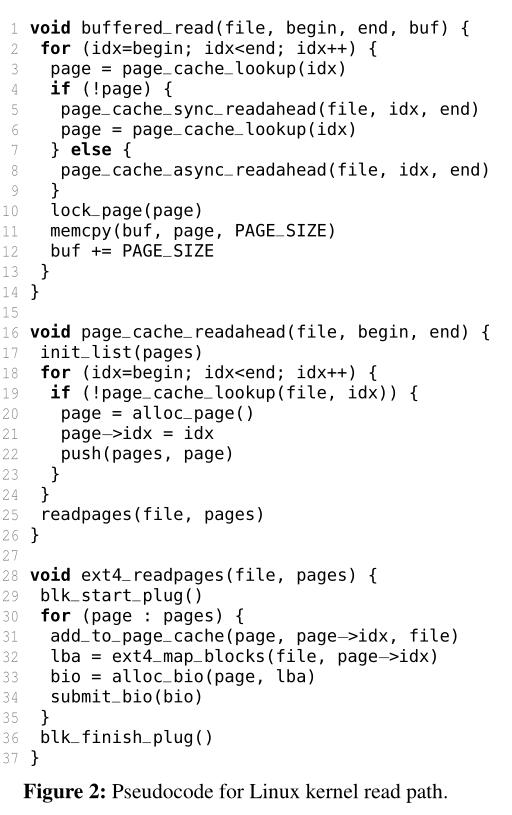 1 void buffered_read(file, begin, end, buf) {
2 for (idx=begin; idx<end; idx++) {
3 page = page_cache_lookup(idx)
4 if (!page) {
5 page_cache_sync_readahead(file, idx, end)
6 page = page_cache_lookup(idx)
7 } else {
8 page_cache_async_readahead(file, idx, end)
9 }
10 lock_page(page)
11 memcpy(buf, page, PAGE_SIZE)
12 buf += PAGE_SIZE
13 }
14 }
15
16 void page_cache_readahead(file, begin, end) {
17 init_list(pages)
18 for (idx=begin; idx<end; idx++) {
19 if (!page_cache_lookup(file, idx)) {
20 page = alloc_page()
21 page->idx = idx
22 push(pages, page)
23 }
24 }
25 readpages(file, pages)
26 }
27
28 void ext4_readpages(file, pages) {
29 blk_start_plug()
30 for (page : pages) {
31 add_to_page_cache(page, page->idx, file)
32 lba = ext4_map_blocks(file, page->idx)
33 bio = alloc_bio(page, lba)
34 submit_bio(bio)
35 }
36 blk_finish_plug()
37 }
Figure 2: Pseudocode for Linux kernel read path.